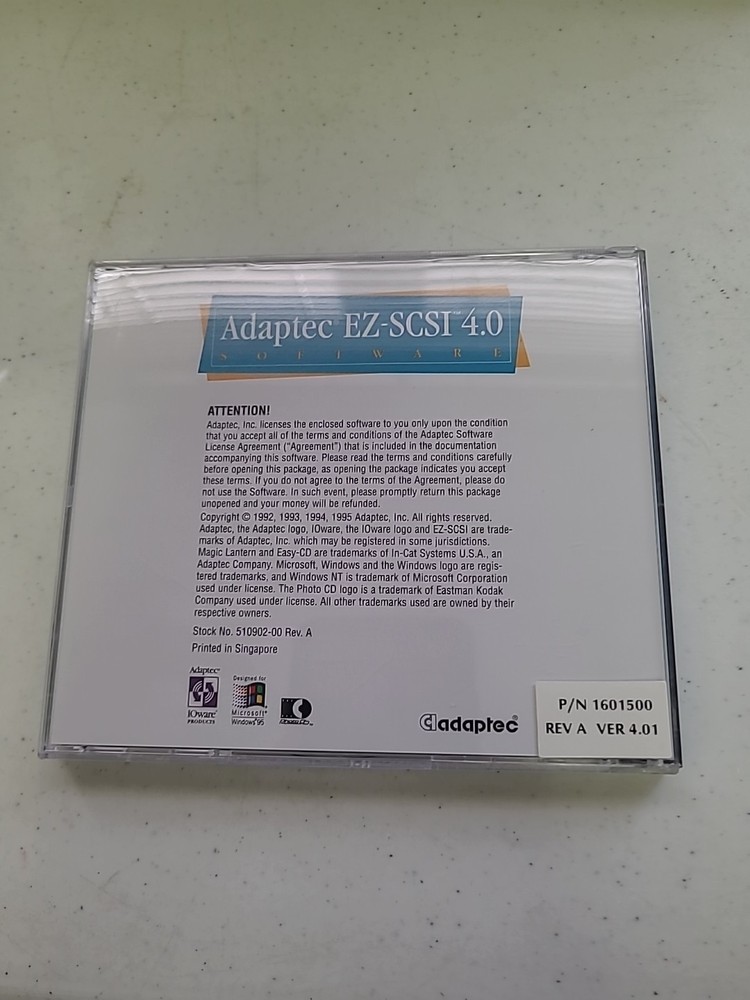 Adaptec EZ-SCSI™ 4.0
SOFTWARE
ATTENTION!
Adaptec, Inc. licenses the enclosed software to you only upon the condition
that you accept all of the terms and conditions of the Adaptec Software
License Agreement (“Agreement”) that is included in the documentation
accompanying this software. Please read the terms and conditions carefully
before opening this package, as opening the package indicates you accept
these terms. If you do not agree to the terms of the Agreement, please do
not use the Software. In such event, please promptly return this package
unopened and your money will be refunded.
Copyright © 1992, 1993, 1994, 1995 Adaptec, Inc. All rights reserved.
Adaptec, the Adaptec logo, IOware, the IOware logo and EZ-SCSI are trade-
marks of Adaptec, Inc. which may be registered in some jurisdictions.
Magic Lantern and Easy-CD are trademarks of In-Cat Systems U.S.A., an
Adaptec Company. Microsoft, Windows and the Windows logo are regis-
tered trademarks, and Windows NT is trademark of Microsoft Corporation
used under license. The Photo CD logo is a trademark of Eastman Kodak
Company used under license. All other trademarks used are owned by their
respective owners.
Stock No. 510902-00 Rev. A
Printed in Singapore
Adaptec™
IOware™
PRODUCTS
Designed for
Microsoft®
Windows®95
adaptec®
P/N 1601500
REV A VER 4.01